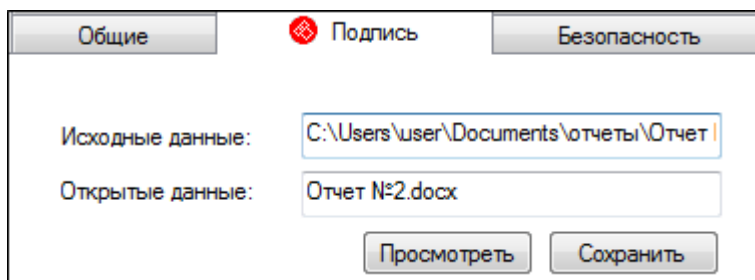 Общие
Подпись
Безопасность
Исходные данные:
C:\Users\user\Documents\отчеты\Отчет
Открытые данные:
Отчет №2.docx
Просмотреть
Сохранить